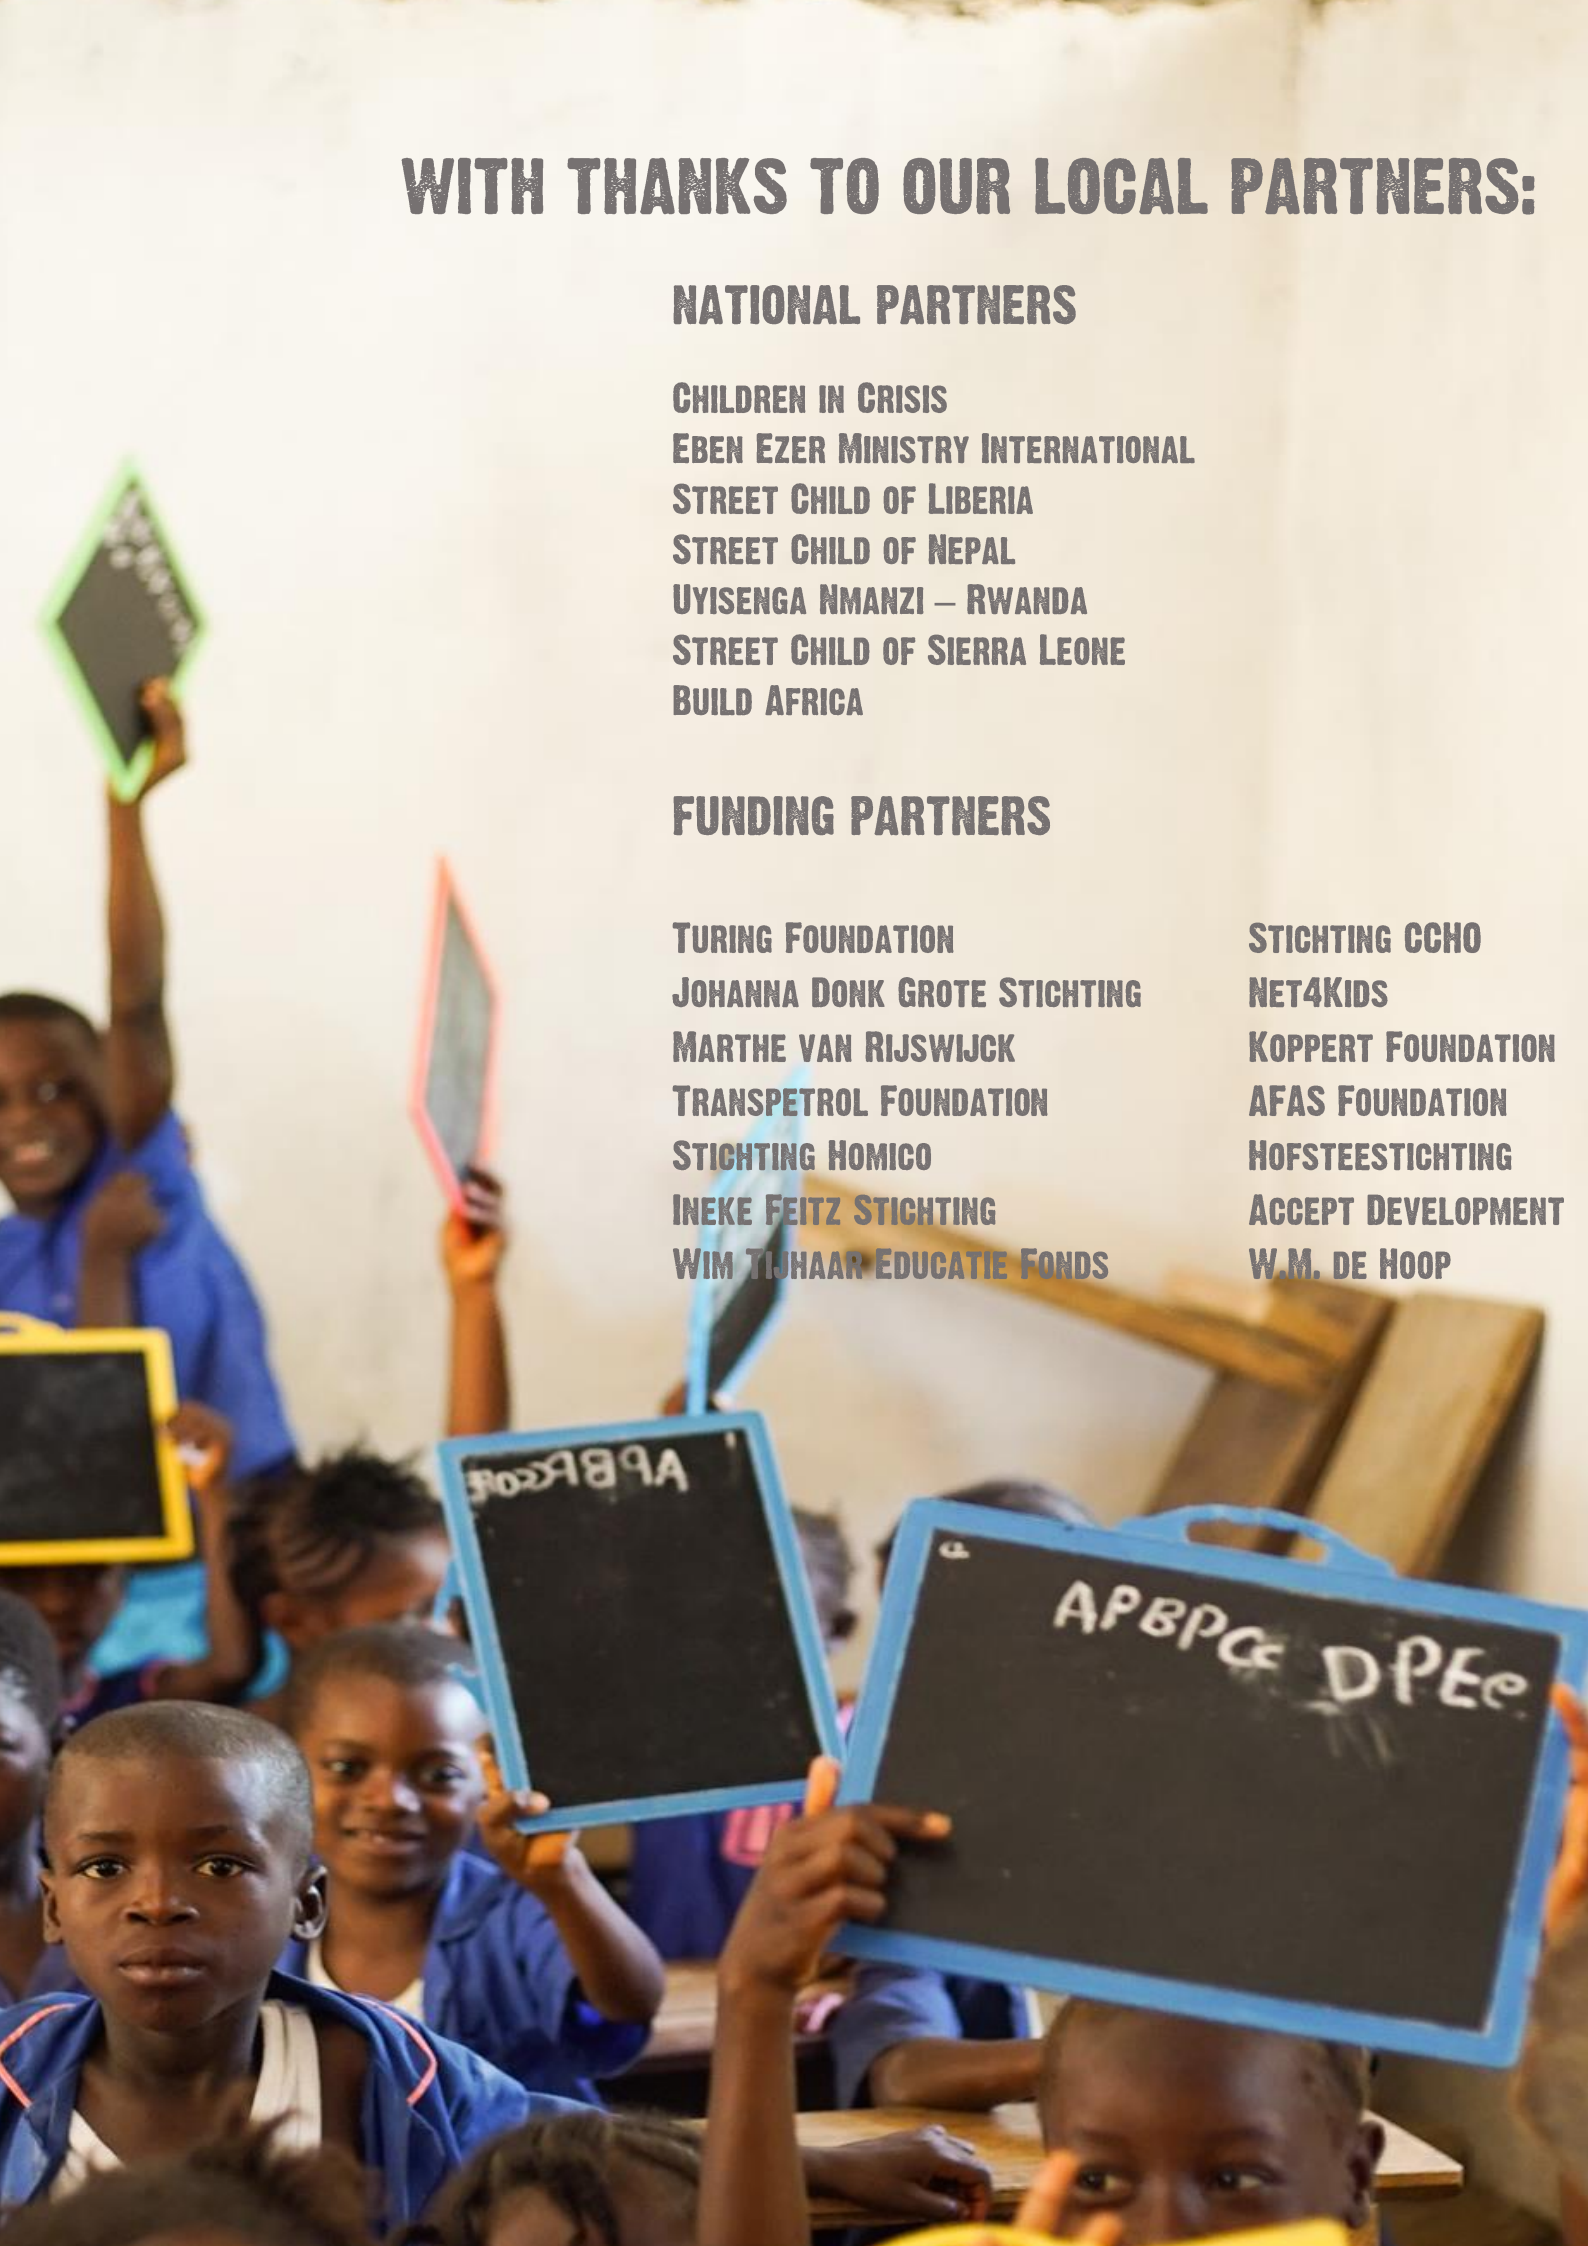 WITH THANKS TO OUR LOCAL PARTNERS:
NATIONAL PARTNERS
Children in Crisis
Eben Ezer Ministry International
Street Child of Liberia
Street Child of Nepal
Uyisenga Nmanzi – Rwanda
Street Child of Sierra Leone
Build Africa
FUNDING PARTNERS
Turing Foundation
Johanna Donk Grote Stichting
Marthe van Rijswijck
Transpetrol Foundation
Stichting Homico
Ineke Feitz Stichting
Wim Tijhaar Educatie Fonds
Stichting CCHO
Net4Kids
Koppert Foundation
AFAS Foundation
Hofsteestichting
Accept Development
W.M. de Hoop
APBPCc DPEe